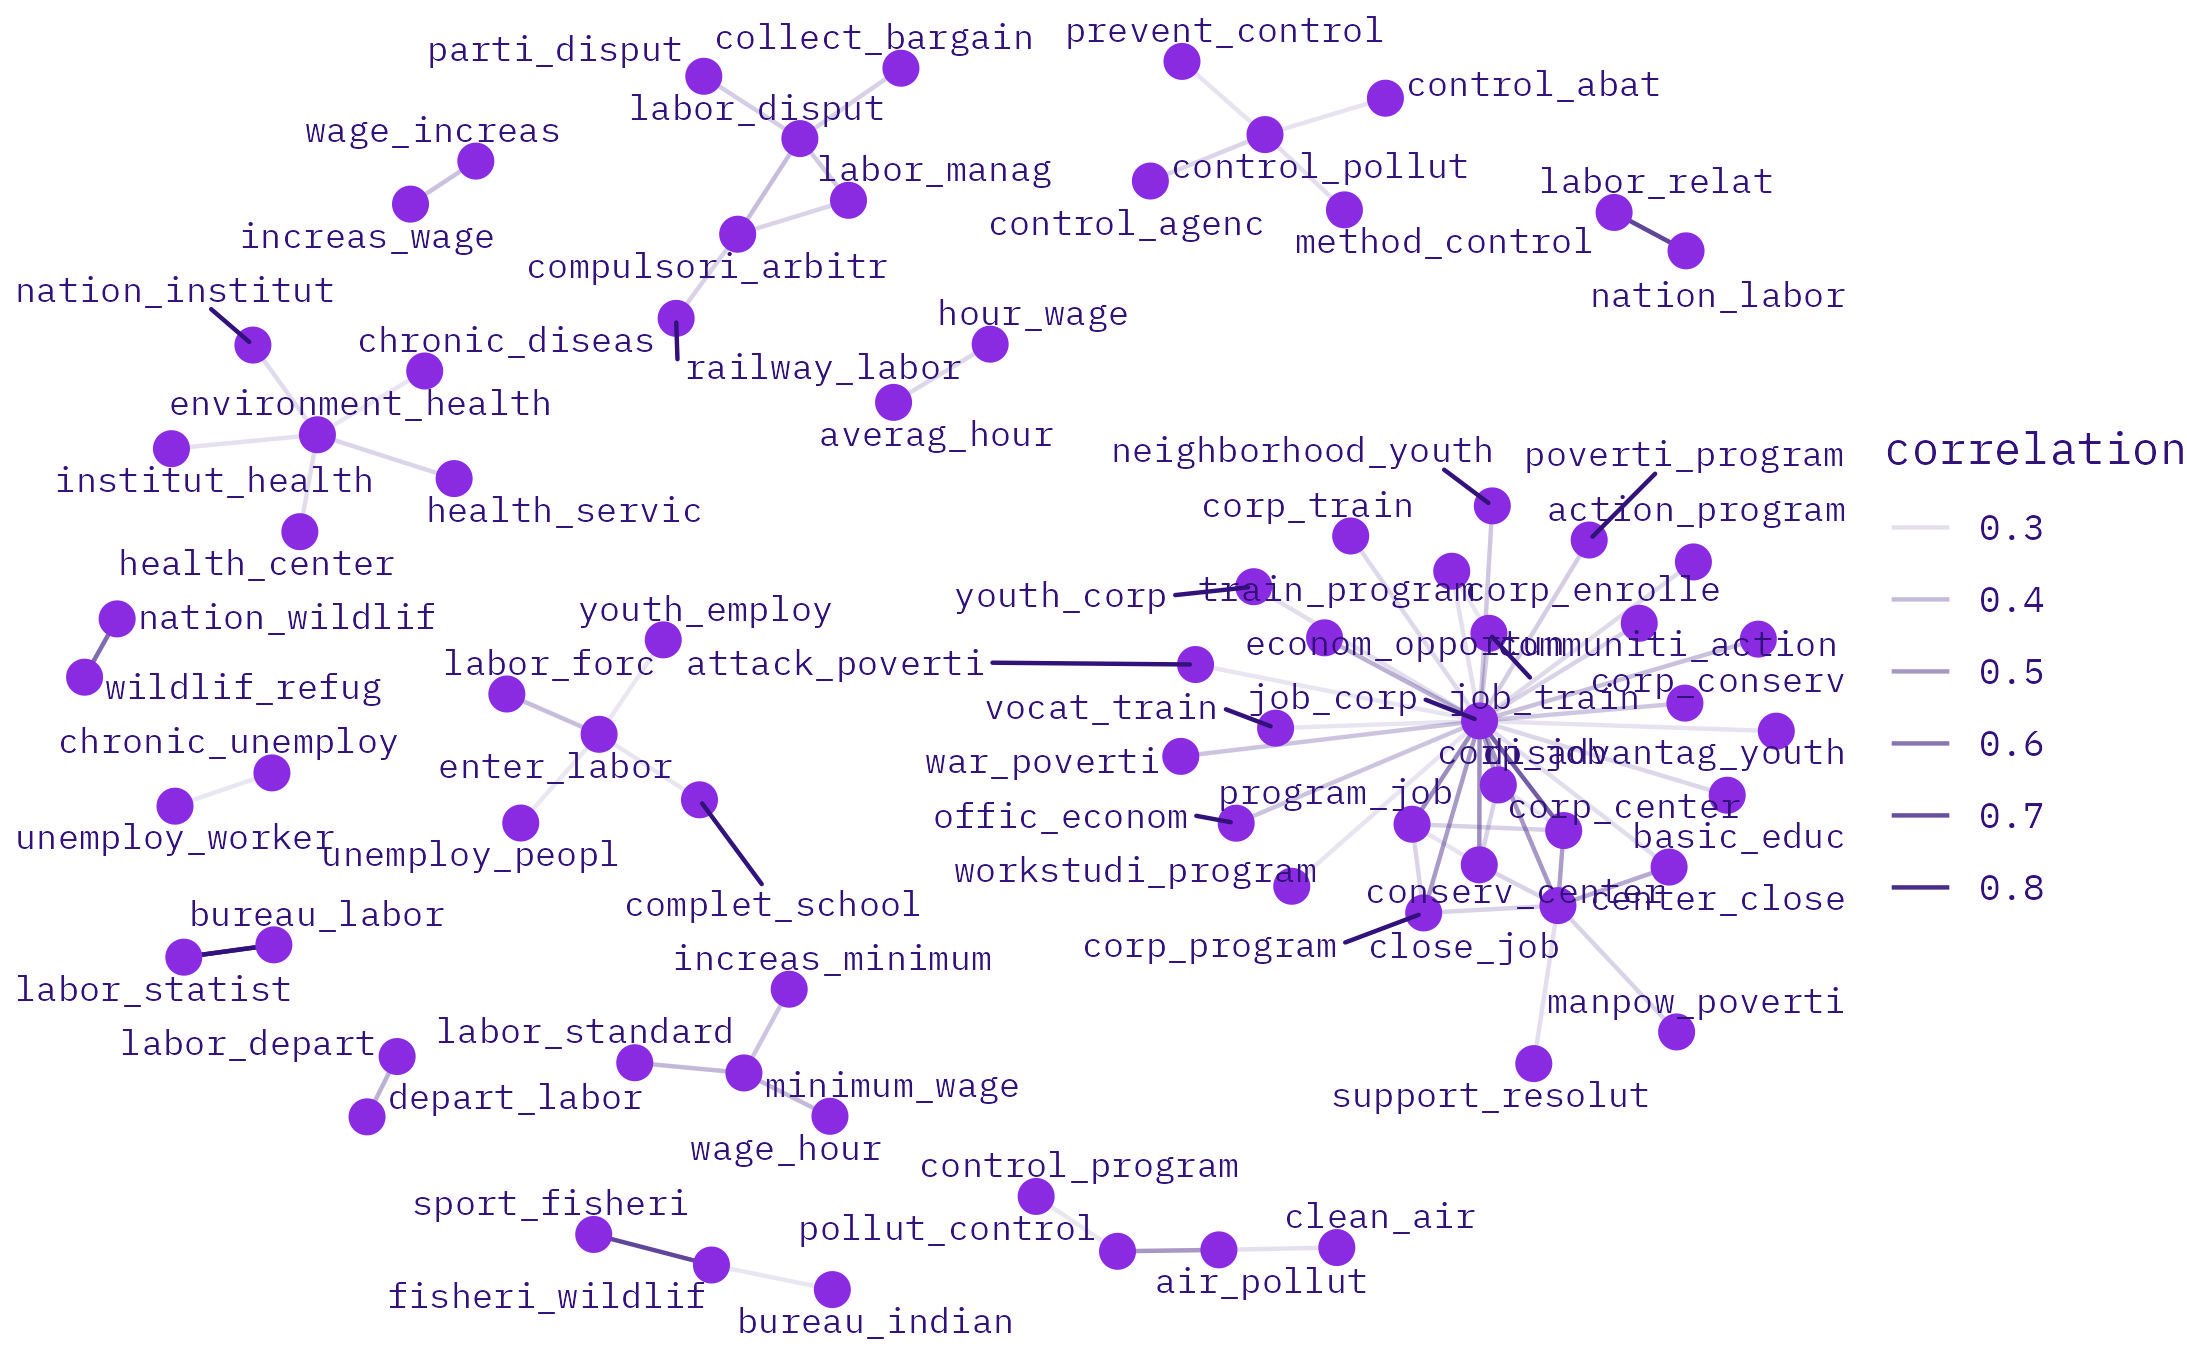 prevent_control
collect_bargain
parti_disput
control_abat
labor_disput
wage_increas
control_pollut
labor_manag
labor_relat
control_agenc
increas_wage
method_control
compulsori_arbitr
nation_institut
nation_labor
hour_wage
chronic_diseas
railway_labor
environment_health
averag_hour
neighborhood_youth
poverti_program
correlation
institut_health
health_servic
corp_train
action_program
0.3
health_center
train_program
corp_enrolle
youth_corp
0.4
nation_wildlif
youth_employ
econom_opportun
communiti_action
labor_forc
attack_poverti
0.5
wildlif_refug
corp_conserv
job_corp
job_train
vocat_train
chronic_unemploy
0.6
enter_labor
war_poverti
corp_job
disadvantag_youth
program_job
corp_center
0.7
offic_econom
unemploy_worker
unemploy_peopl
basic_educ
workstudi_program
conserv_center
center_close
0.8
complet_school
bureau_labor
corp_program
close_job
increas_minimum
labor_statist
manpow_poverti
labor_standard
labor_depart
minimum_wage
depart_labor
support_resolut
wage_hour
control_program
sport_fisheri
clean_air
pollut_control
air_pollut
fisheri_wildlif
bureau_indian